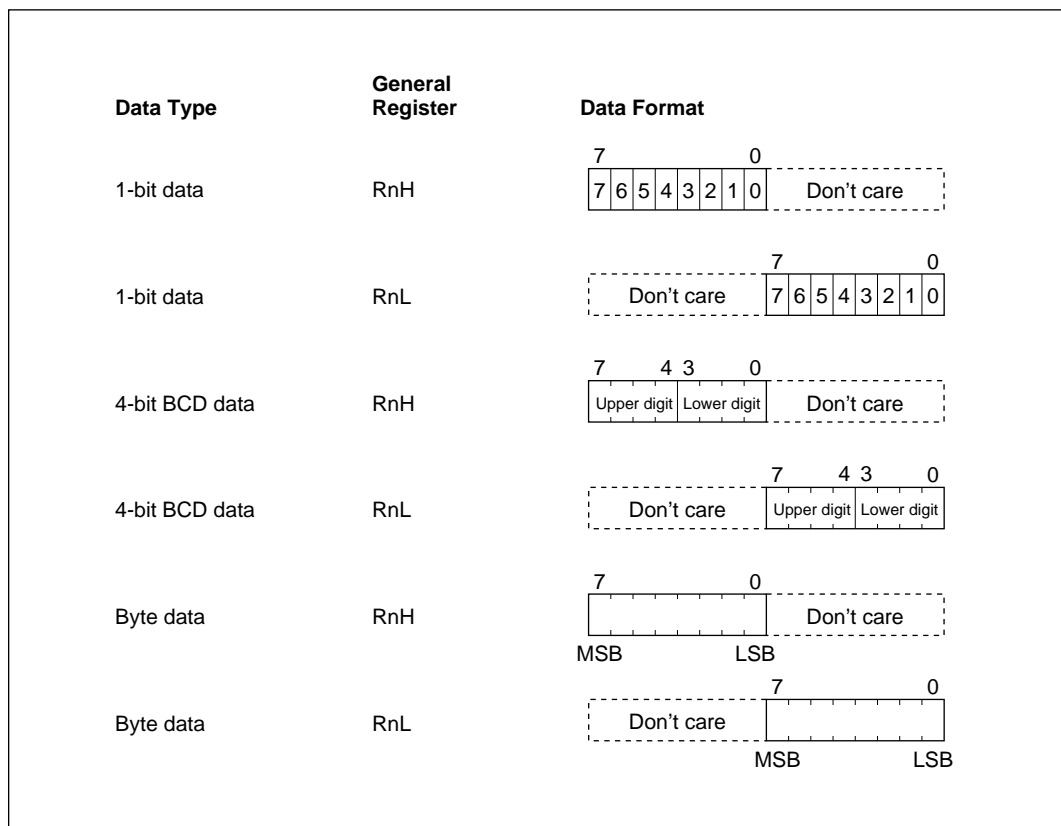 General
Data Type Register Data Format
7 0
1-bit data RnH 7 6 5 4 3 2 1 0 Don't care
7 0
1-bit data RnL Don't care 7 6 5 4 3 2 1 0
7 4 3 0
4-bit BCD data RnH Upper digit Lower digit Don't care
7 4 3 0
4-bit BCD data RnL Don't care Upper digit Lower digit
7 0
Byte data RnH Don't care
MSB LSB
7 0
Byte data RnL Don't care
MSB LSB